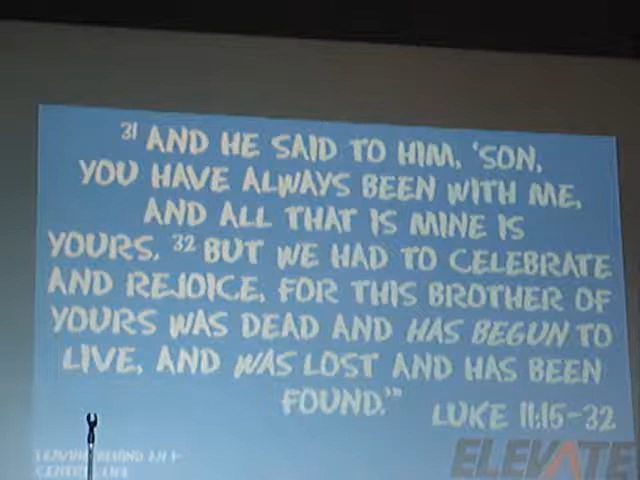 31 AND HE SAID TO HIM, 'SON,
YOU HAVE ALWAYS BEEN WITH ME,
AND ALL THAT IS MINE IS
YOURS. 32 BUT WE HAD TO CELEBRATE
AND REJOICE, FOR THIS BROTHER OF
YOURS WAS DEAD AND HAS BEGUN TO
LIVE, AND WAS LOST AND HAS BEEN
FOUND.'"
LUKE 11:15-32
BEHIND
LIFE
ELEVATE